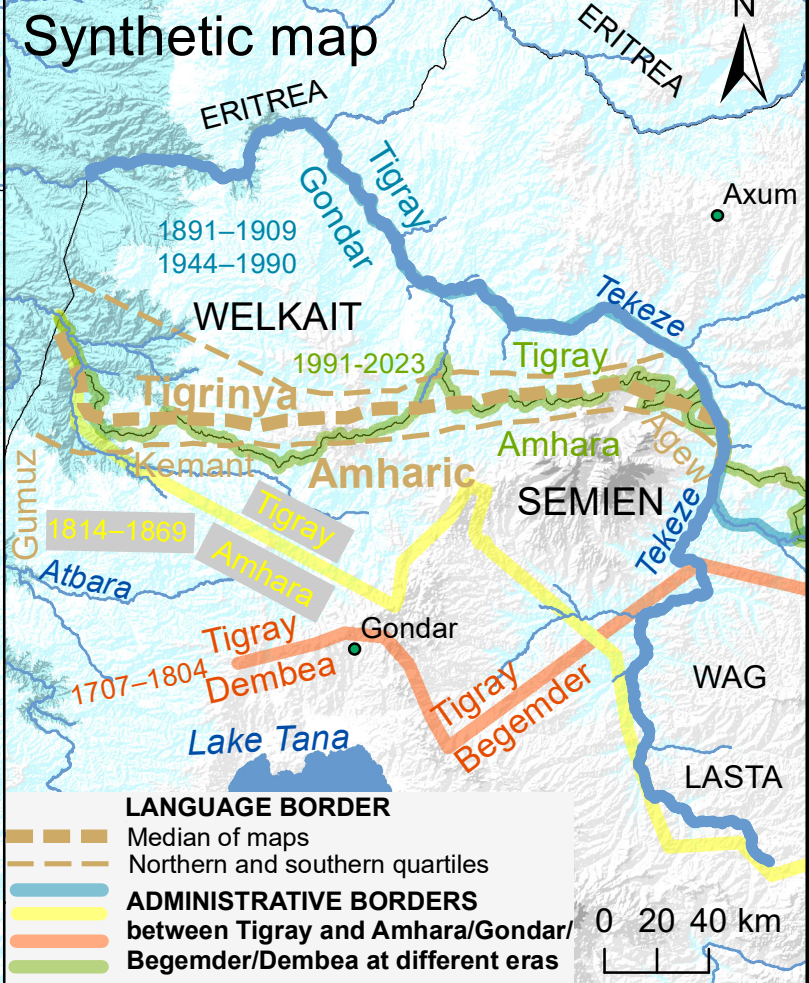 Synthetic map
N
ERITREA
ERITREA
Axum
Tigray
Gondar
1891–1909
1944–1990
WELKAIT
Tekeze
1991-2023
Tigray
Tigrinya
Amhara
Agew
Kemant
Amharic
Gumuz
SEMIEN
1814–1869
Tigray
Amhara
Tekeze
Atbara
Gondar
Tigray
Dembea
1707–1804
Tigray
Begemder
WAG
Lake Tana
LASTA
LANGUAGE BORDER
Median of maps
Northern and southern quartiles
ADMINISTRATIVE BORDERS
between Tigray and Amhara/Gondar/
Begemder/Dembea at different eras
0 20 40 km